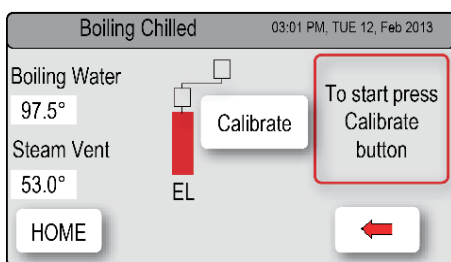 Boiling Chilled
03:01 PM, TUE 12, Feb 2013
Boiling Water
97.5°
Steam Vent
53.0°
EL
Calibrate
To start press
Calibrate
button
HOME